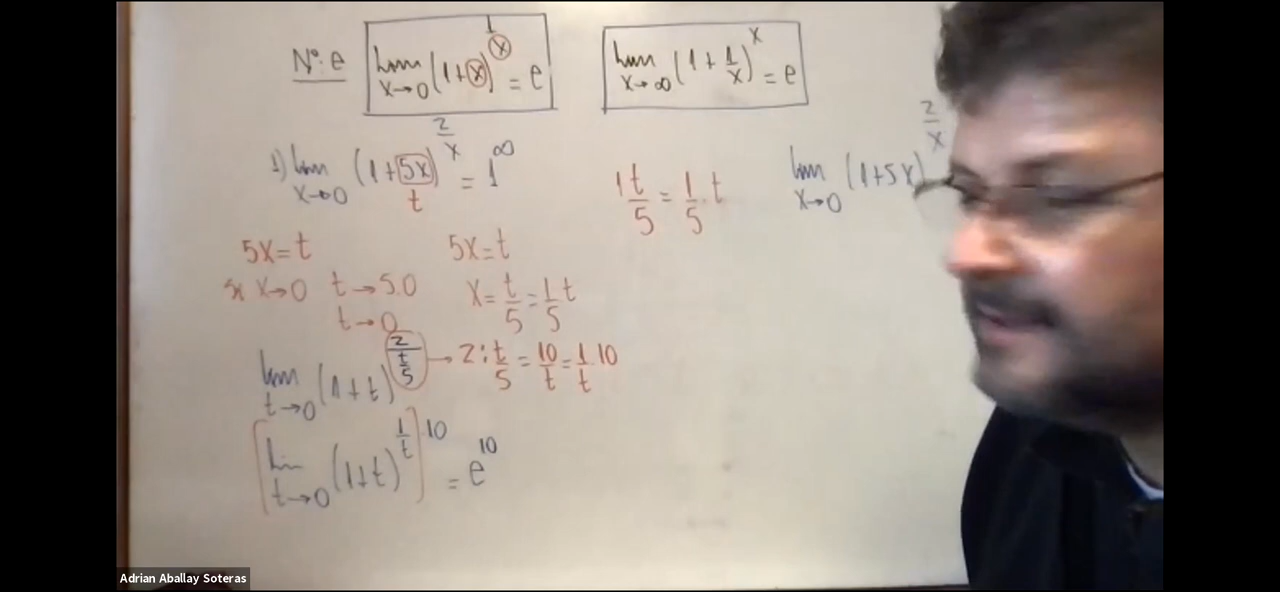 Nº: e
lim x→0 (1+x)^(1/x) = e
lim x→∞ (1+1/x)^x = e
1) lim x→0 (1+5x)^(2/x) = 1^∞
t
1t/5 = 1/5 . t
lim x→0 (1+5x)^(2/x)
5x=t
si x→0 t→5.0
t→0
5x=t
x=t/5=1/5 t
lim t→0 (1+t)^(2/(t/5)) → 2:t/5 = 10/t = 1/t . 10
[lim t→0 (1+t)^(1/t)]^10 = e^10
Adrian Aballay Soteras